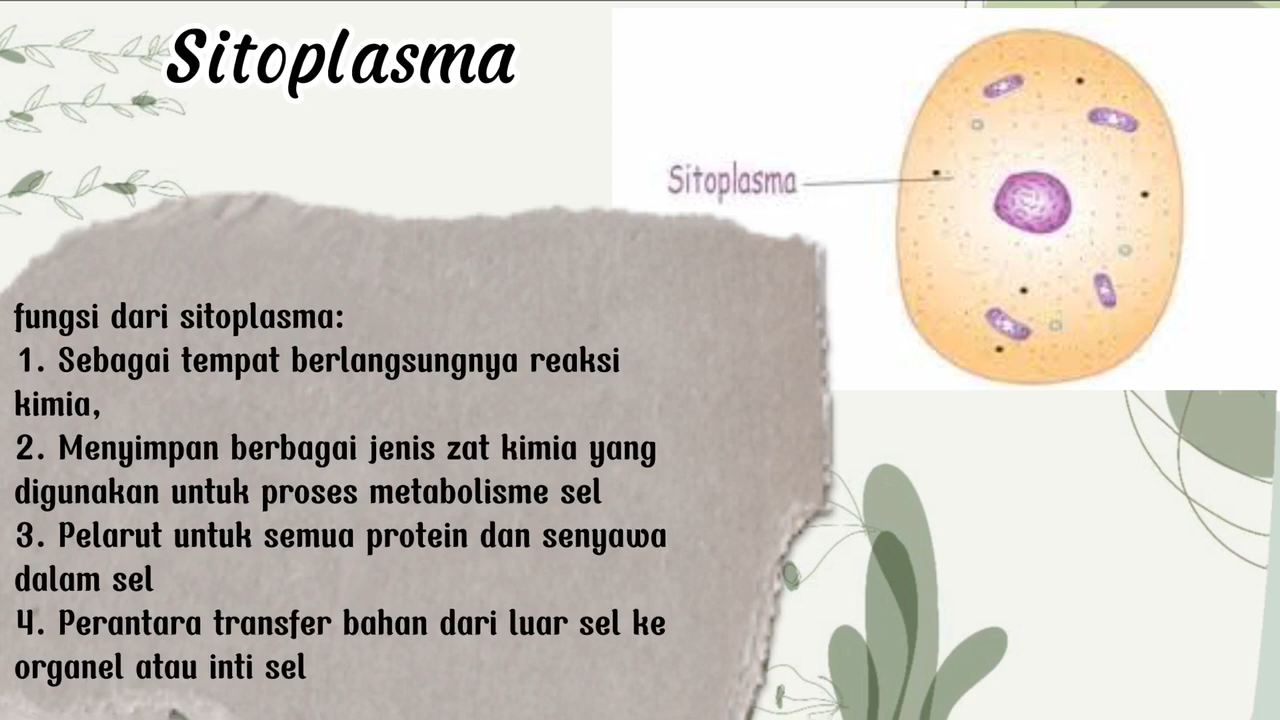 Sitoplasma
Sitoplasma
fungsi dari sitoplasma:
1. Sebagai tempat berlangsungnya reaksi
kimia,
2. Menyimpan berbagai jenis zat kimia yang
digunakan untuk proses metabolisme sel
3. Pelarut untuk semua protein dan senyawa
dalam sel
4. Perantara transfer bahan dari luar sel ke
organel atau inti sel